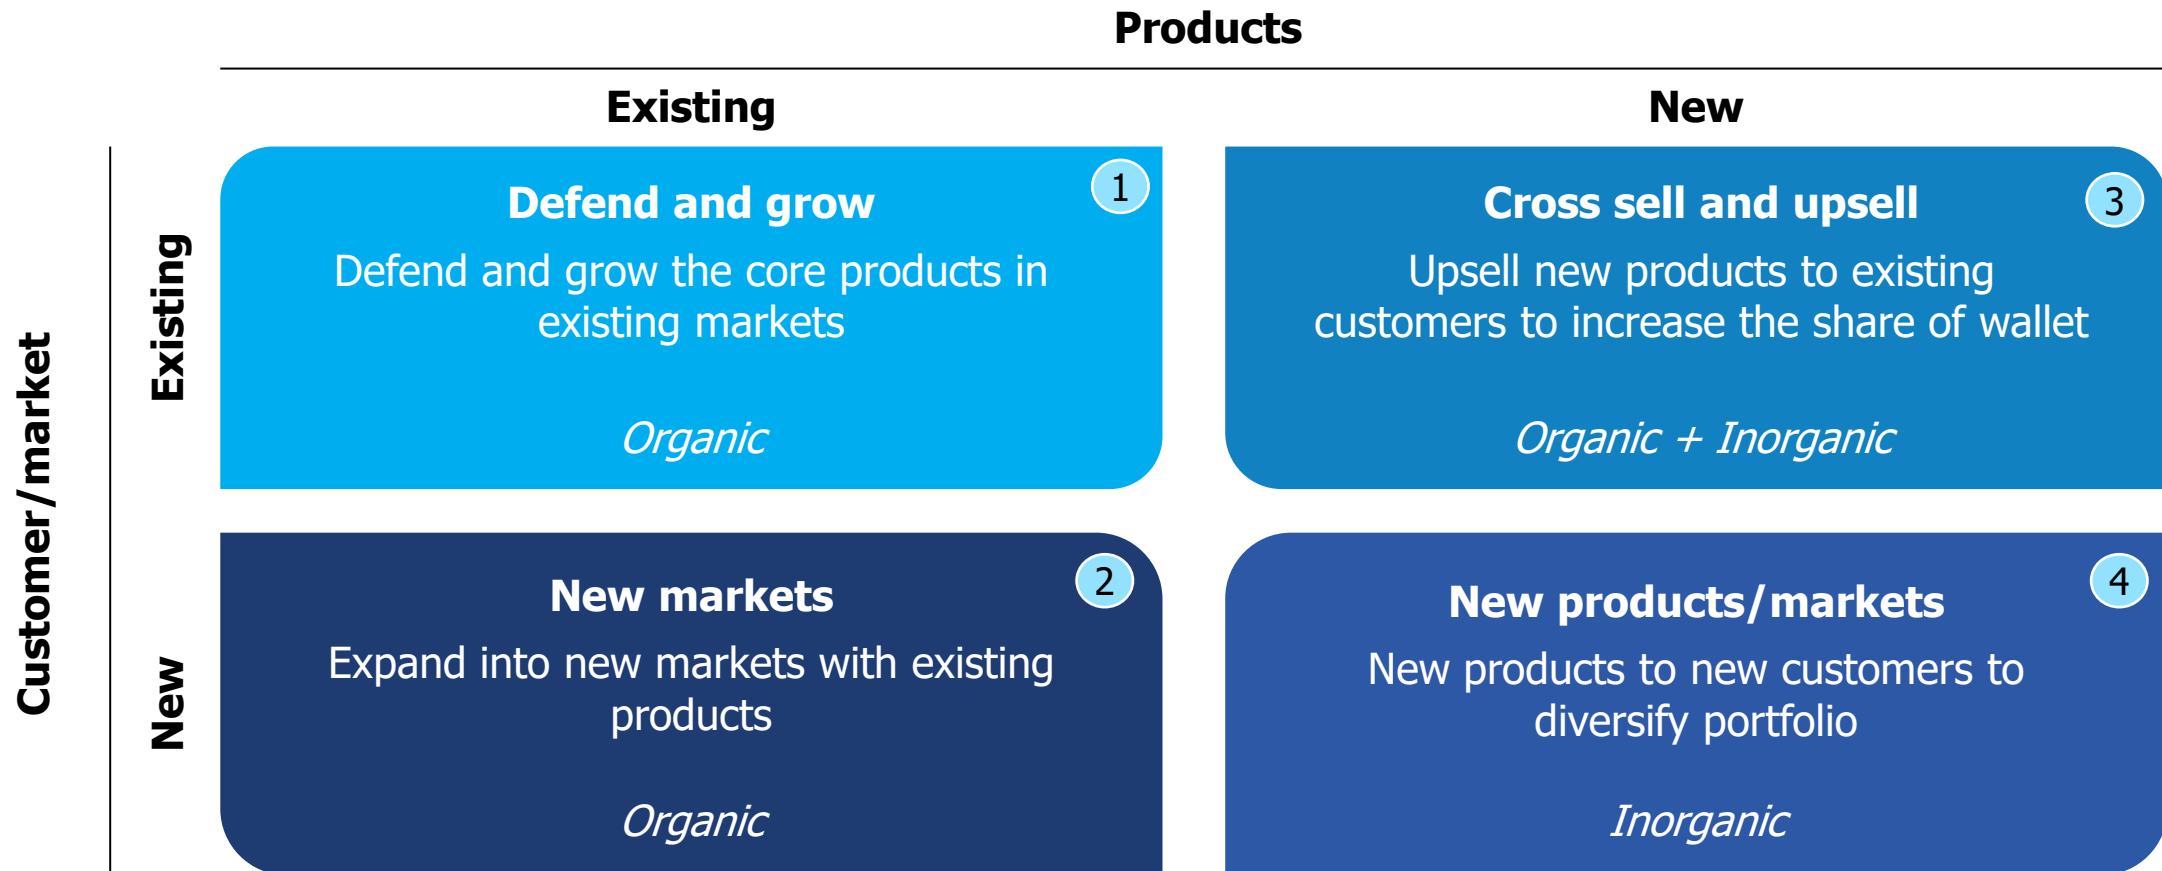 Products
Existing
New
Customer/market
Existing
Defend and grow
1
Defend and grow the core products in
existing markets
Organic
Cross sell and upsell
3
Upsell new products to existing
customers to increase the share of wallet
Organic + Inorganic
New
New markets
2
Expand into new markets with existing
products
Organic
New products/markets
4
New products to new customers to
diversify portfolio
Inorganic